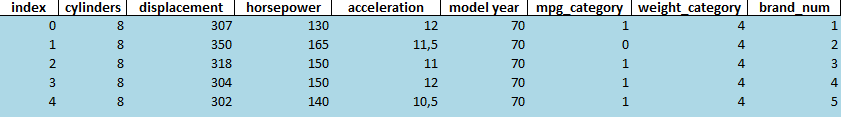 index cylinders displacement horsepower acceleration model year mpg_category weight_category brand_num
0 8 307 130 12 70 1 4 1
1 8 350 165 11,5 70 0 4 2
2 8 318 150 11 70 1 4 3
3 8 304 150 12 70 1 4 4
4 8 302 140 10,5 70 1 4 5